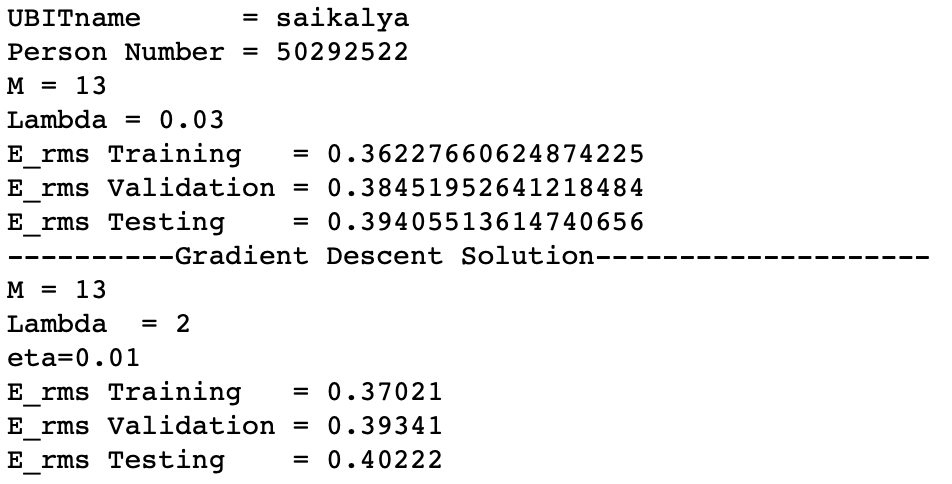 UBITname      = saikalya
Person Number = 50292522
M = 13
Lambda = 0.03
E_rms Training   = 0.36227660624874225
E_rms Validation = 0.38451952641218484
E_rms Testing    = 0.39405513614740656
----------Gradient Descent Solution--------------------
M = 13
Lambda  = 2
eta=0.01
E_rms Training   = 0.37021
E_rms Validation = 0.39341
E_rms Testing    = 0.40222